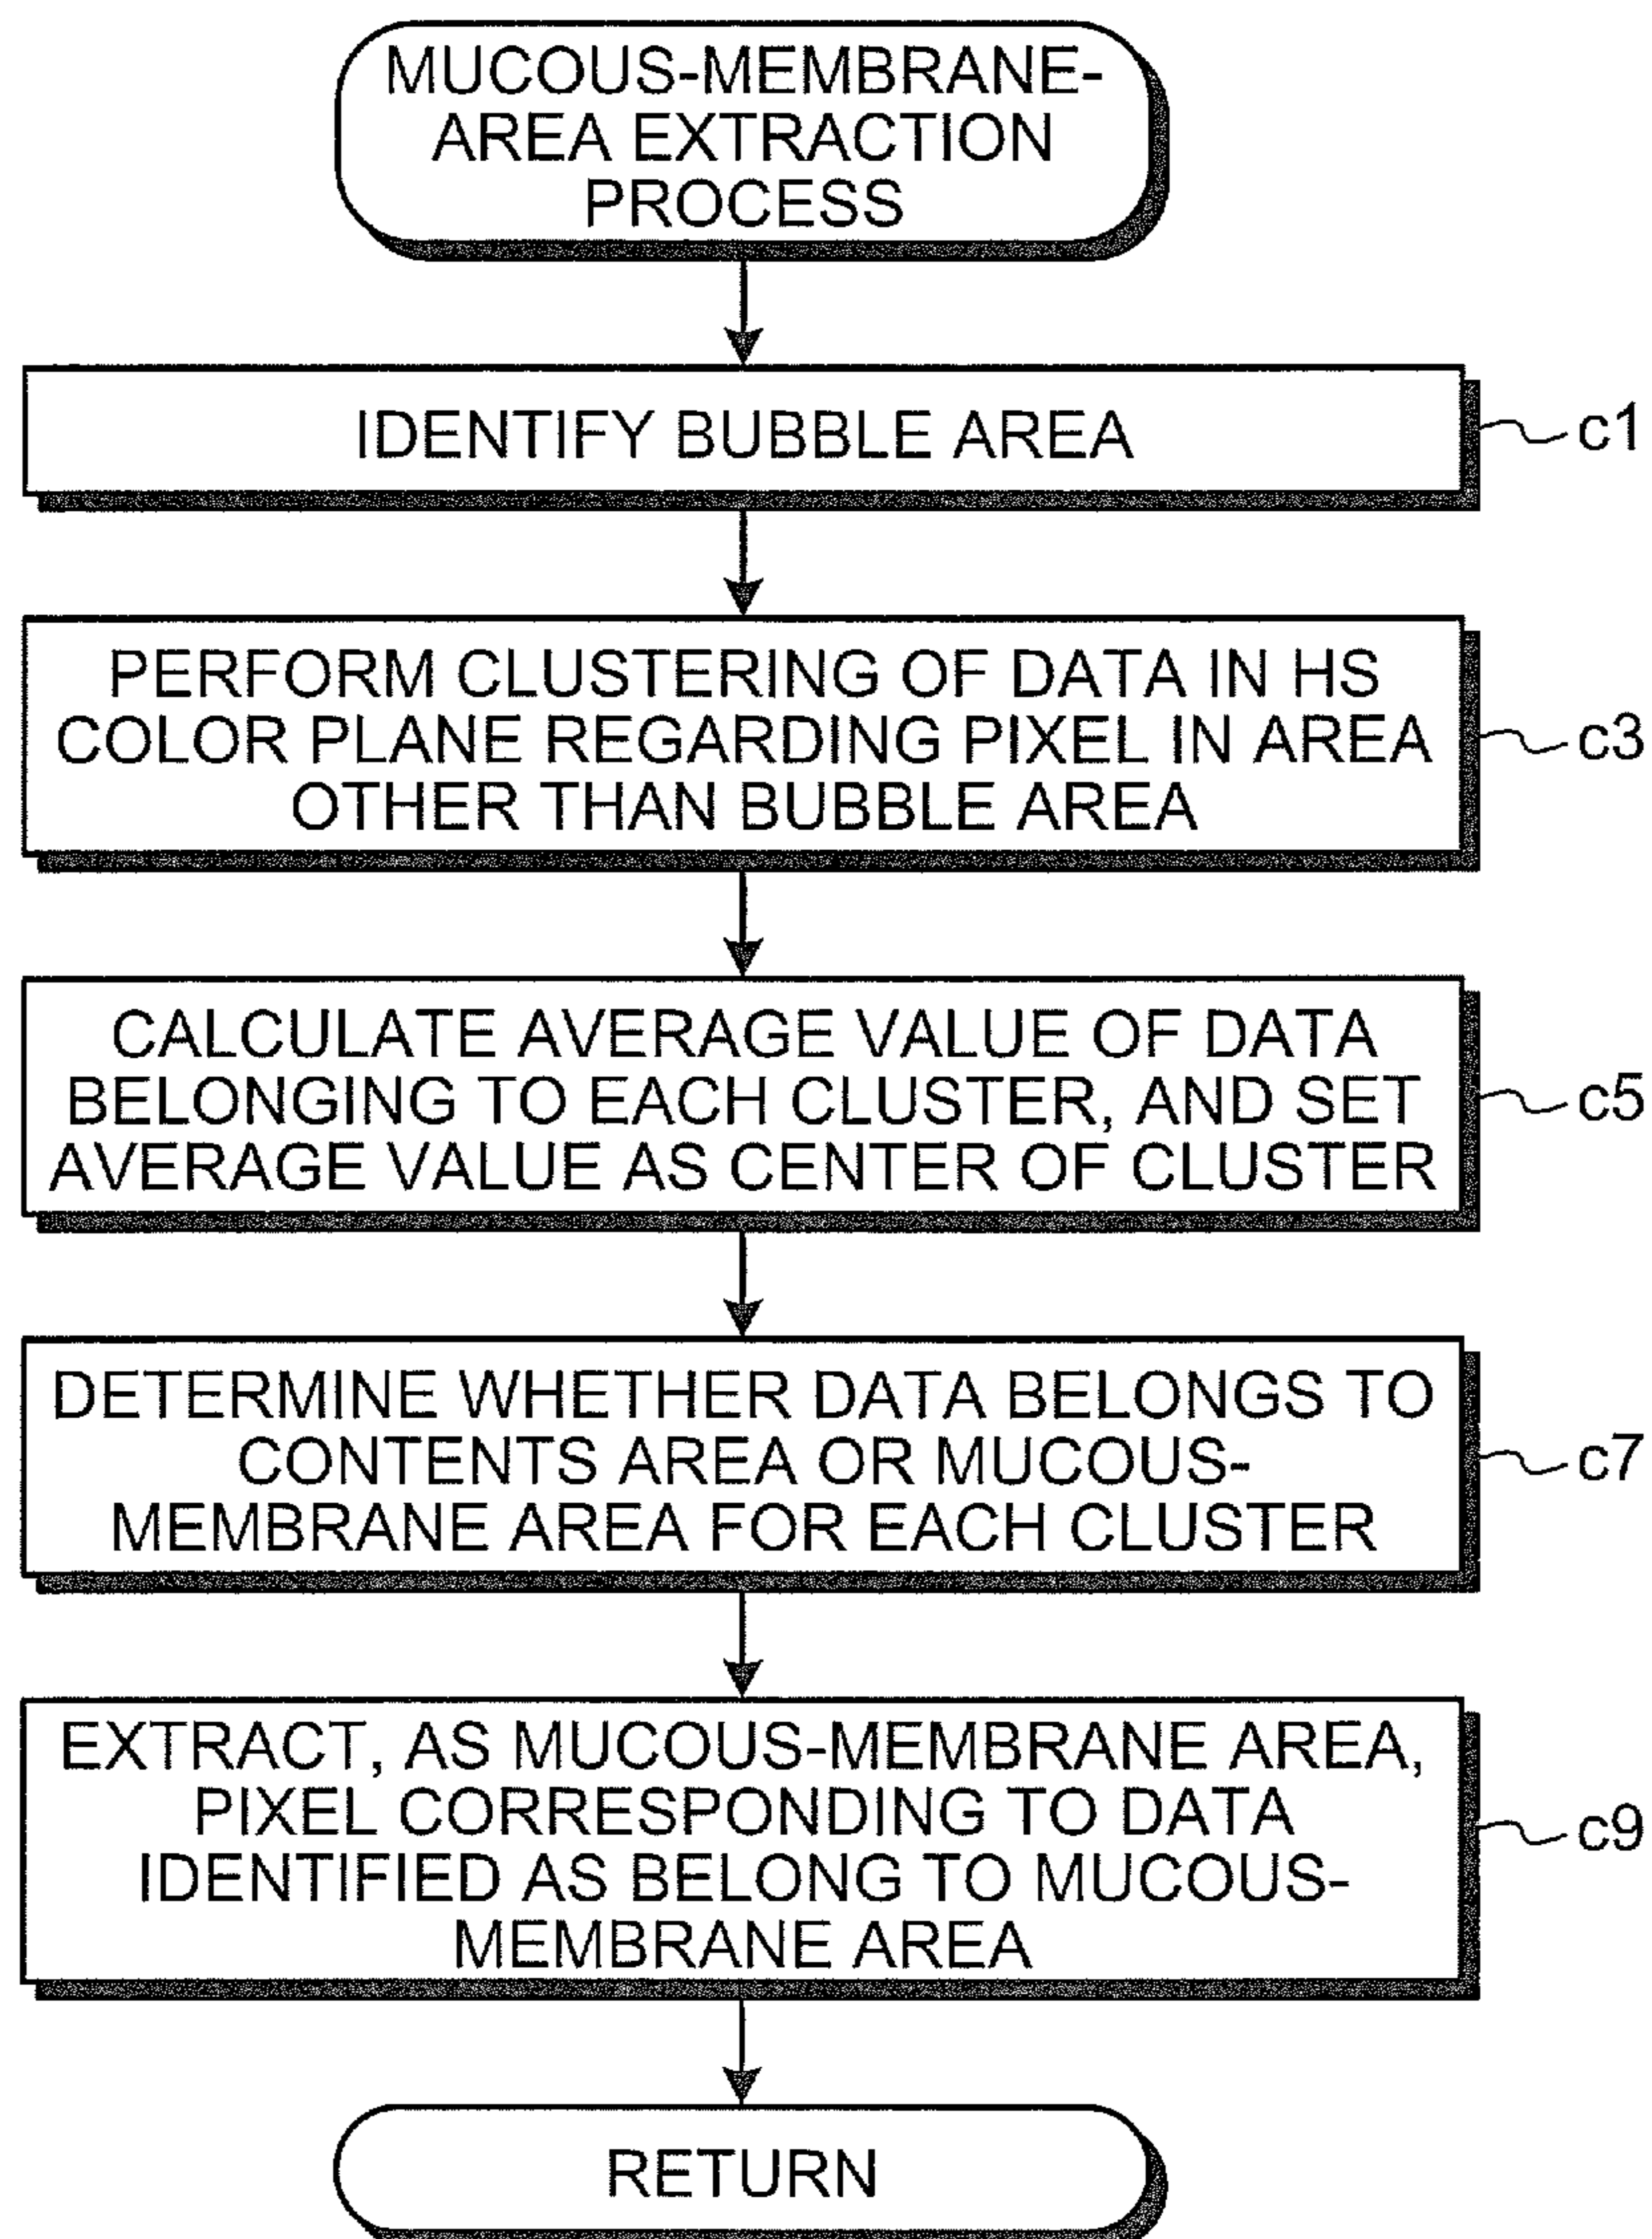 MUCOUS-MEMBRANE-
AREA EXTRACTION
PROCESS
IDENTIFY BUBBLE AREA
c1
PERFORM CLUSTERING OF DATA IN HS
COLOR PLANE REGARDING PIXEL IN AREA
OTHER THAN BUBBLE AREA
c3
CALCULATE AVERAGE VALUE OF DATA
BELONGING TO EACH CLUSTER, AND SET
AVERAGE VALUE AS CENTER OF CLUSTER
c5
DETERMINE WHETHER DATA BELONGS TO
CONTENTS AREA OR MUCOUS-
MEMBRANE AREA FOR EACH CLUSTER
c7
EXTRACT, AS MUCOUS-MEMBRANE AREA,
PIXEL CORRESPONDING TO DATA
IDENTIFIED AS BELONG TO MUCOUS-
MEMBRANE AREA
c9
RETURN